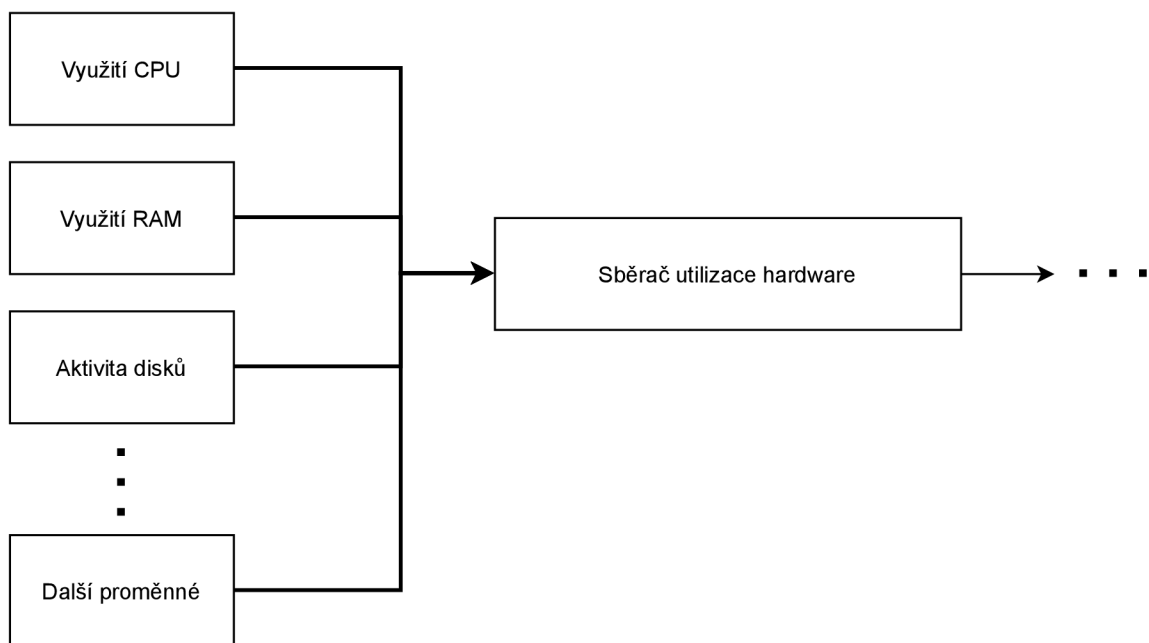 Využití CPU
Využití RAM
Sběrač utilizace hardware
Aktivita disků
Další proměnné